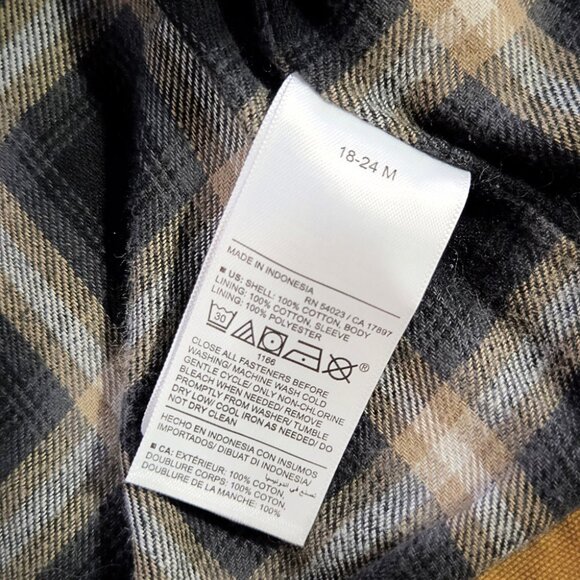 18-24 M
MADE IN INDONESIA
RN 54023 / CA 17897
■ US: SHELL: 100% COTTON, BODY
LINING: 100% COTTON, SLEEVE
LINING: 100% POLYESTER
30
1166
®
CLOSE ALL FASTENERS BEFORE
WASHING/ MACHINE WASH COLD
GENTLE CYCLE/ ONLY NON-CHLORINE
BLEACH WHEN NEEDED/ REMOVE
PROMPTLY FROM WASHER/ TUMBLE
DRY LOW/ COOL IRON AS NEEDED/ DO
NOT DRY CLEAN
HECHO EN INDONESIA CON INSUMOS
IMPORTADOS/ DIBUAT DI INDONESIA/
صنع في اندونيسيا
■ CA: EXTÉRIEUR: 100% COTON,
DOUBLURE CORPS: 100% COTON,
DOUBLURE DE LA MANCHE: 100%